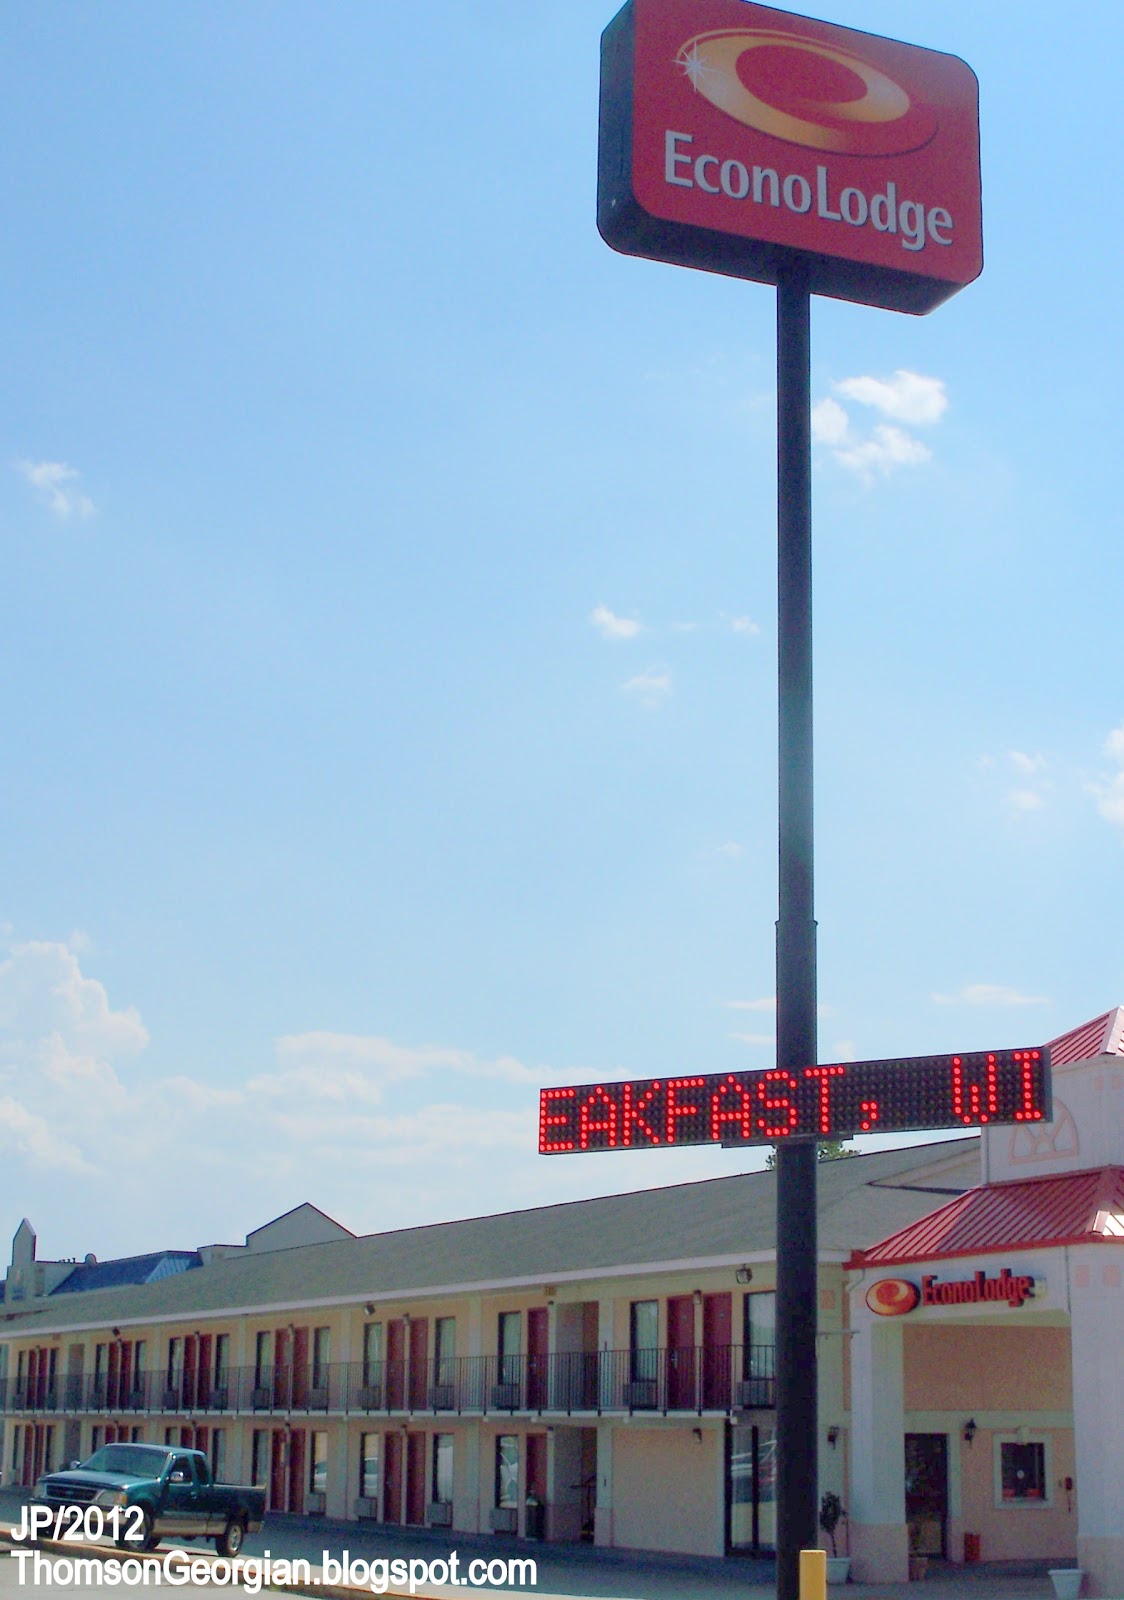 EconoLodge
EAKFAST, WI
EconoLodge
JP/2012
ThomsonGeorgian.blogspot.com